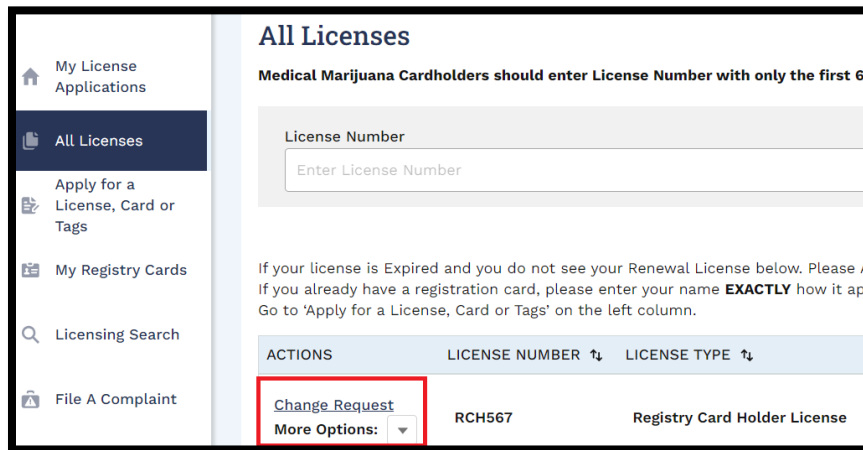 My License
Applications
All Licenses
Apply for a
License, Card or
Tags
My Registry Cards
Licensing Search
File A Complaint
All Licenses
Medical Marijuana Cardholders should enter License Number with only the first 6
License Number
Enter License Number
If your license is Expired and you do not see your Renewal License below. Please
If you already have a registration card, please enter your name EXACTLY how it ap
Go to ‘Apply for a License, Card or Tags’ on the left column.
ACTIONS LICENSE NUMBER LICENSE TYPE
Change Request
More Options:
RCH567 Registry Card Holder License